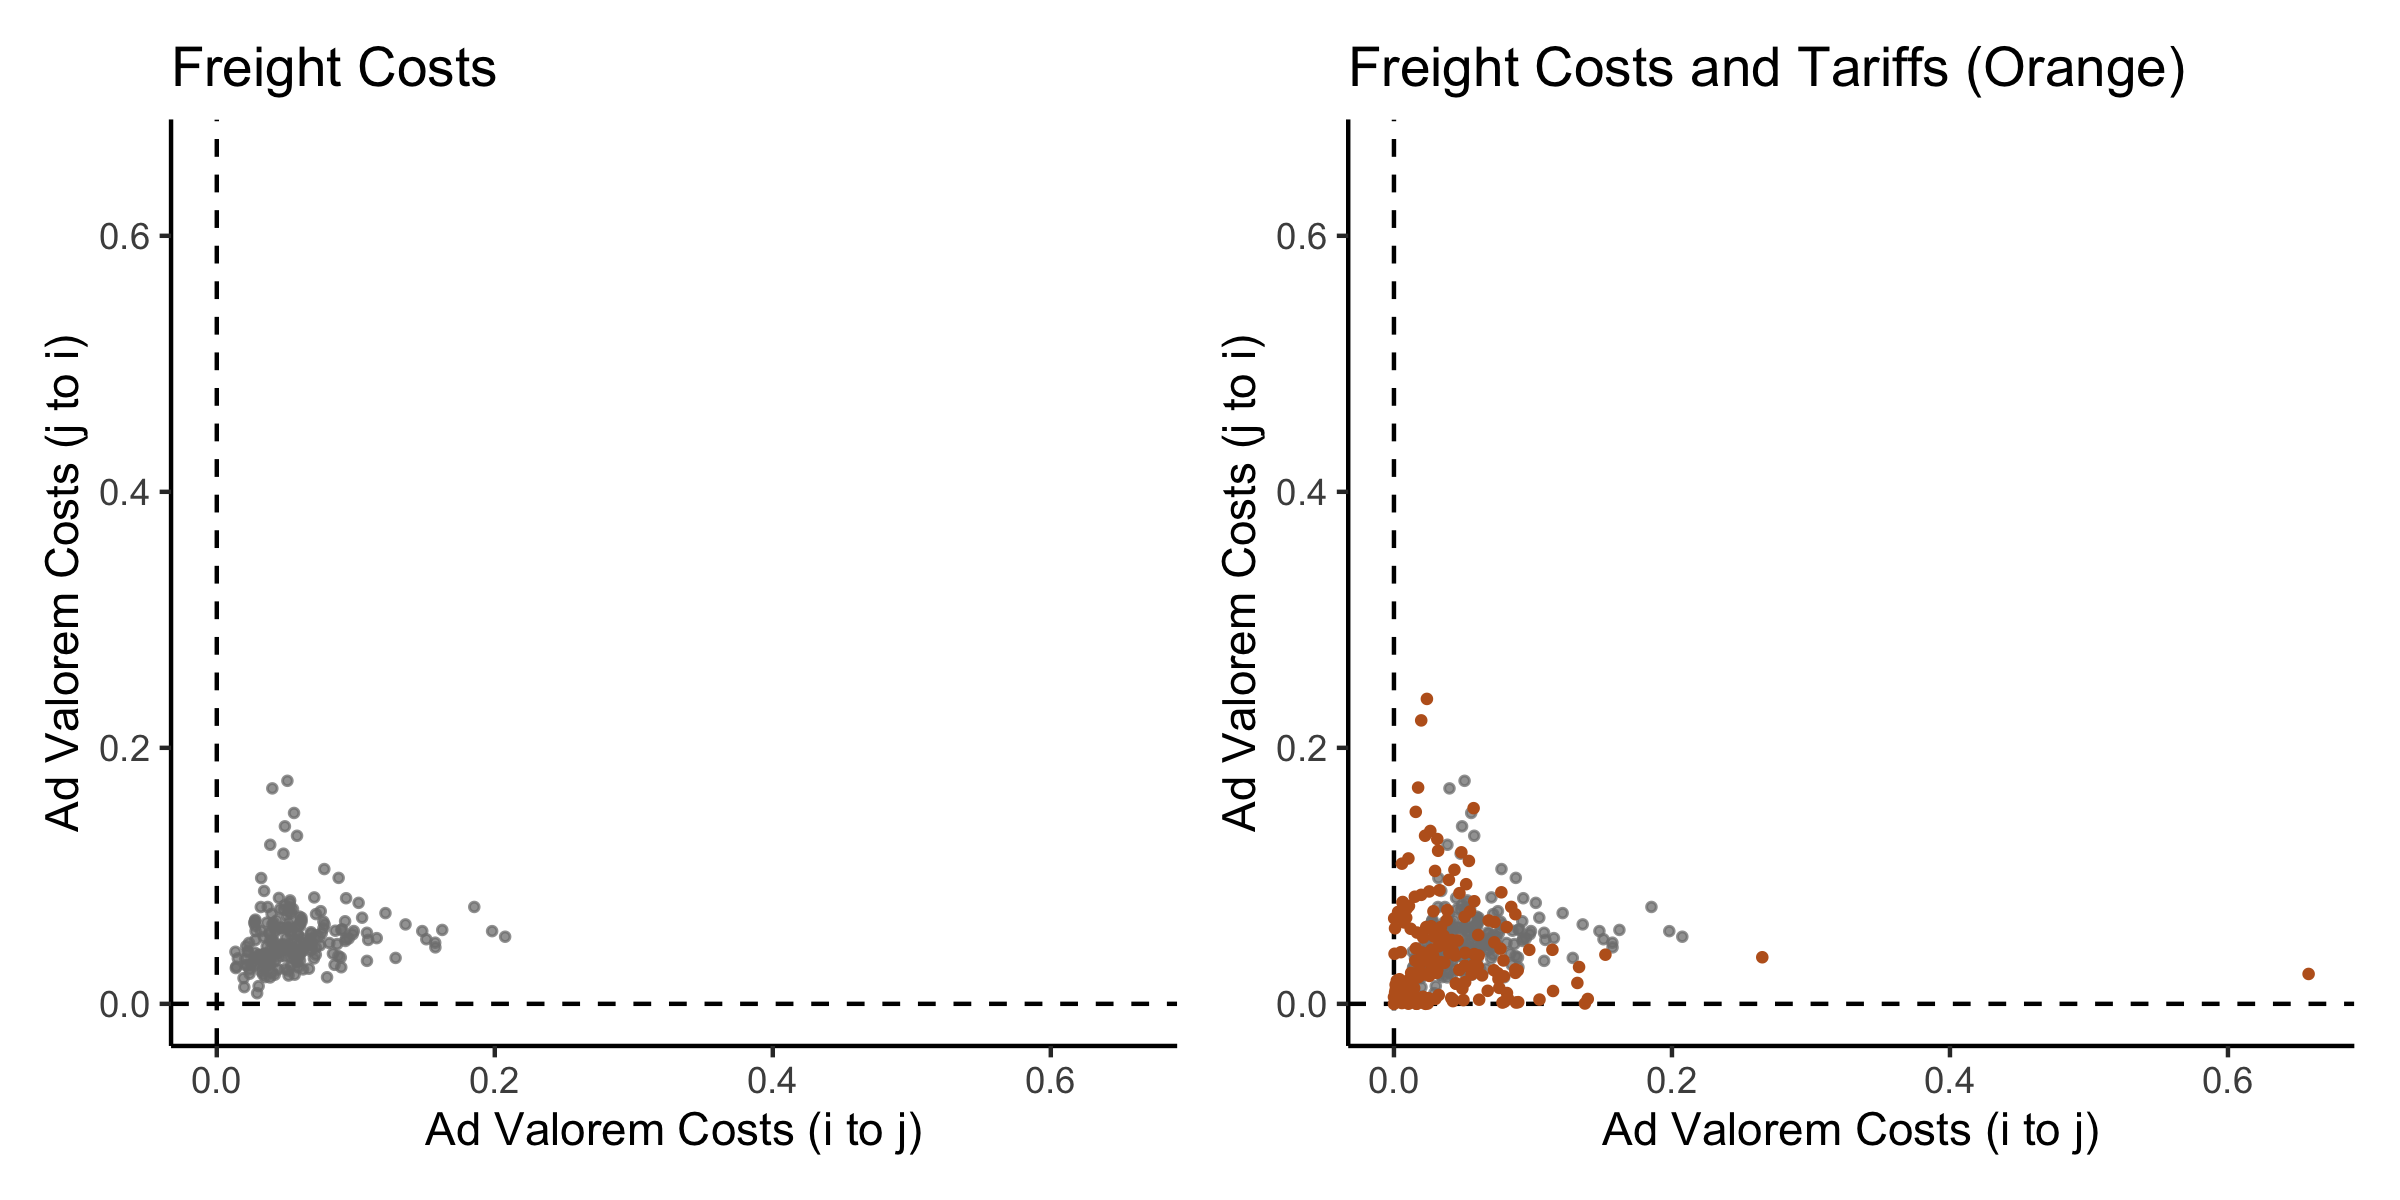 Freight Costs
Ad Valorem Costs (j to i)
0.6
0.4
0.2
0.0
0.0 0.2 0.4 0.6
Ad Valorem Costs (i to j)
Freight Costs and Tariffs (Orange)
Ad Valorem Costs (j to i)
0.6
0.4
0.2
0.0
0.0 0.2 0.4 0.6
Ad Valorem Costs (i to j)